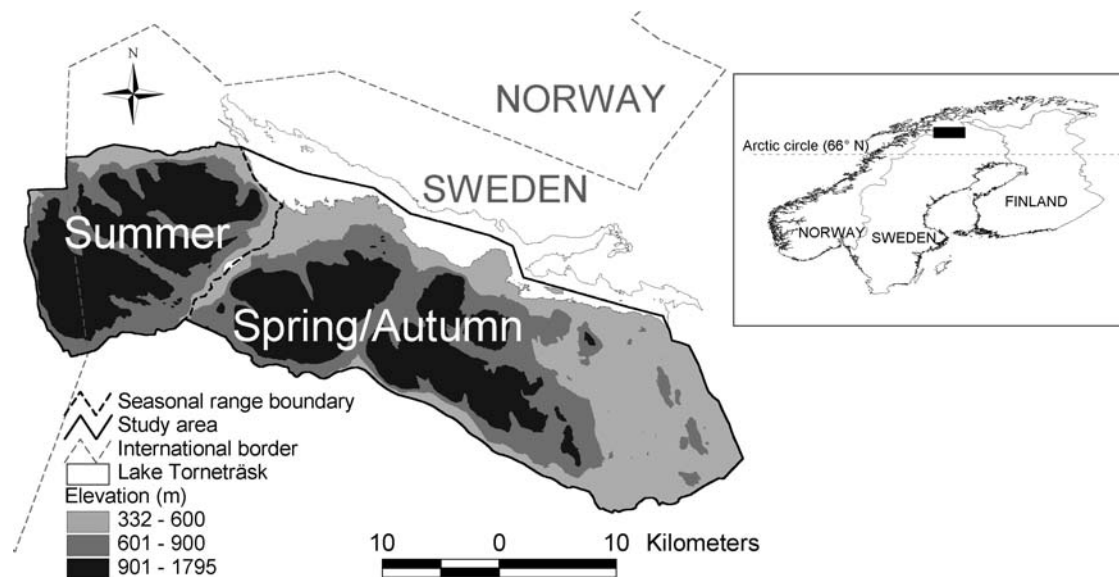 N
NORWAY
SWEDEN
Summer
Spring/Autumn
Seasonal range boundary
Study area
International border
Lake Torneträsk
Elevation (m)
332 - 600
601 - 900
901 - 1795
10 0 10 Kilometers
Arctic circle (66° N)
FINLAND
NORWAY
SWEDEN